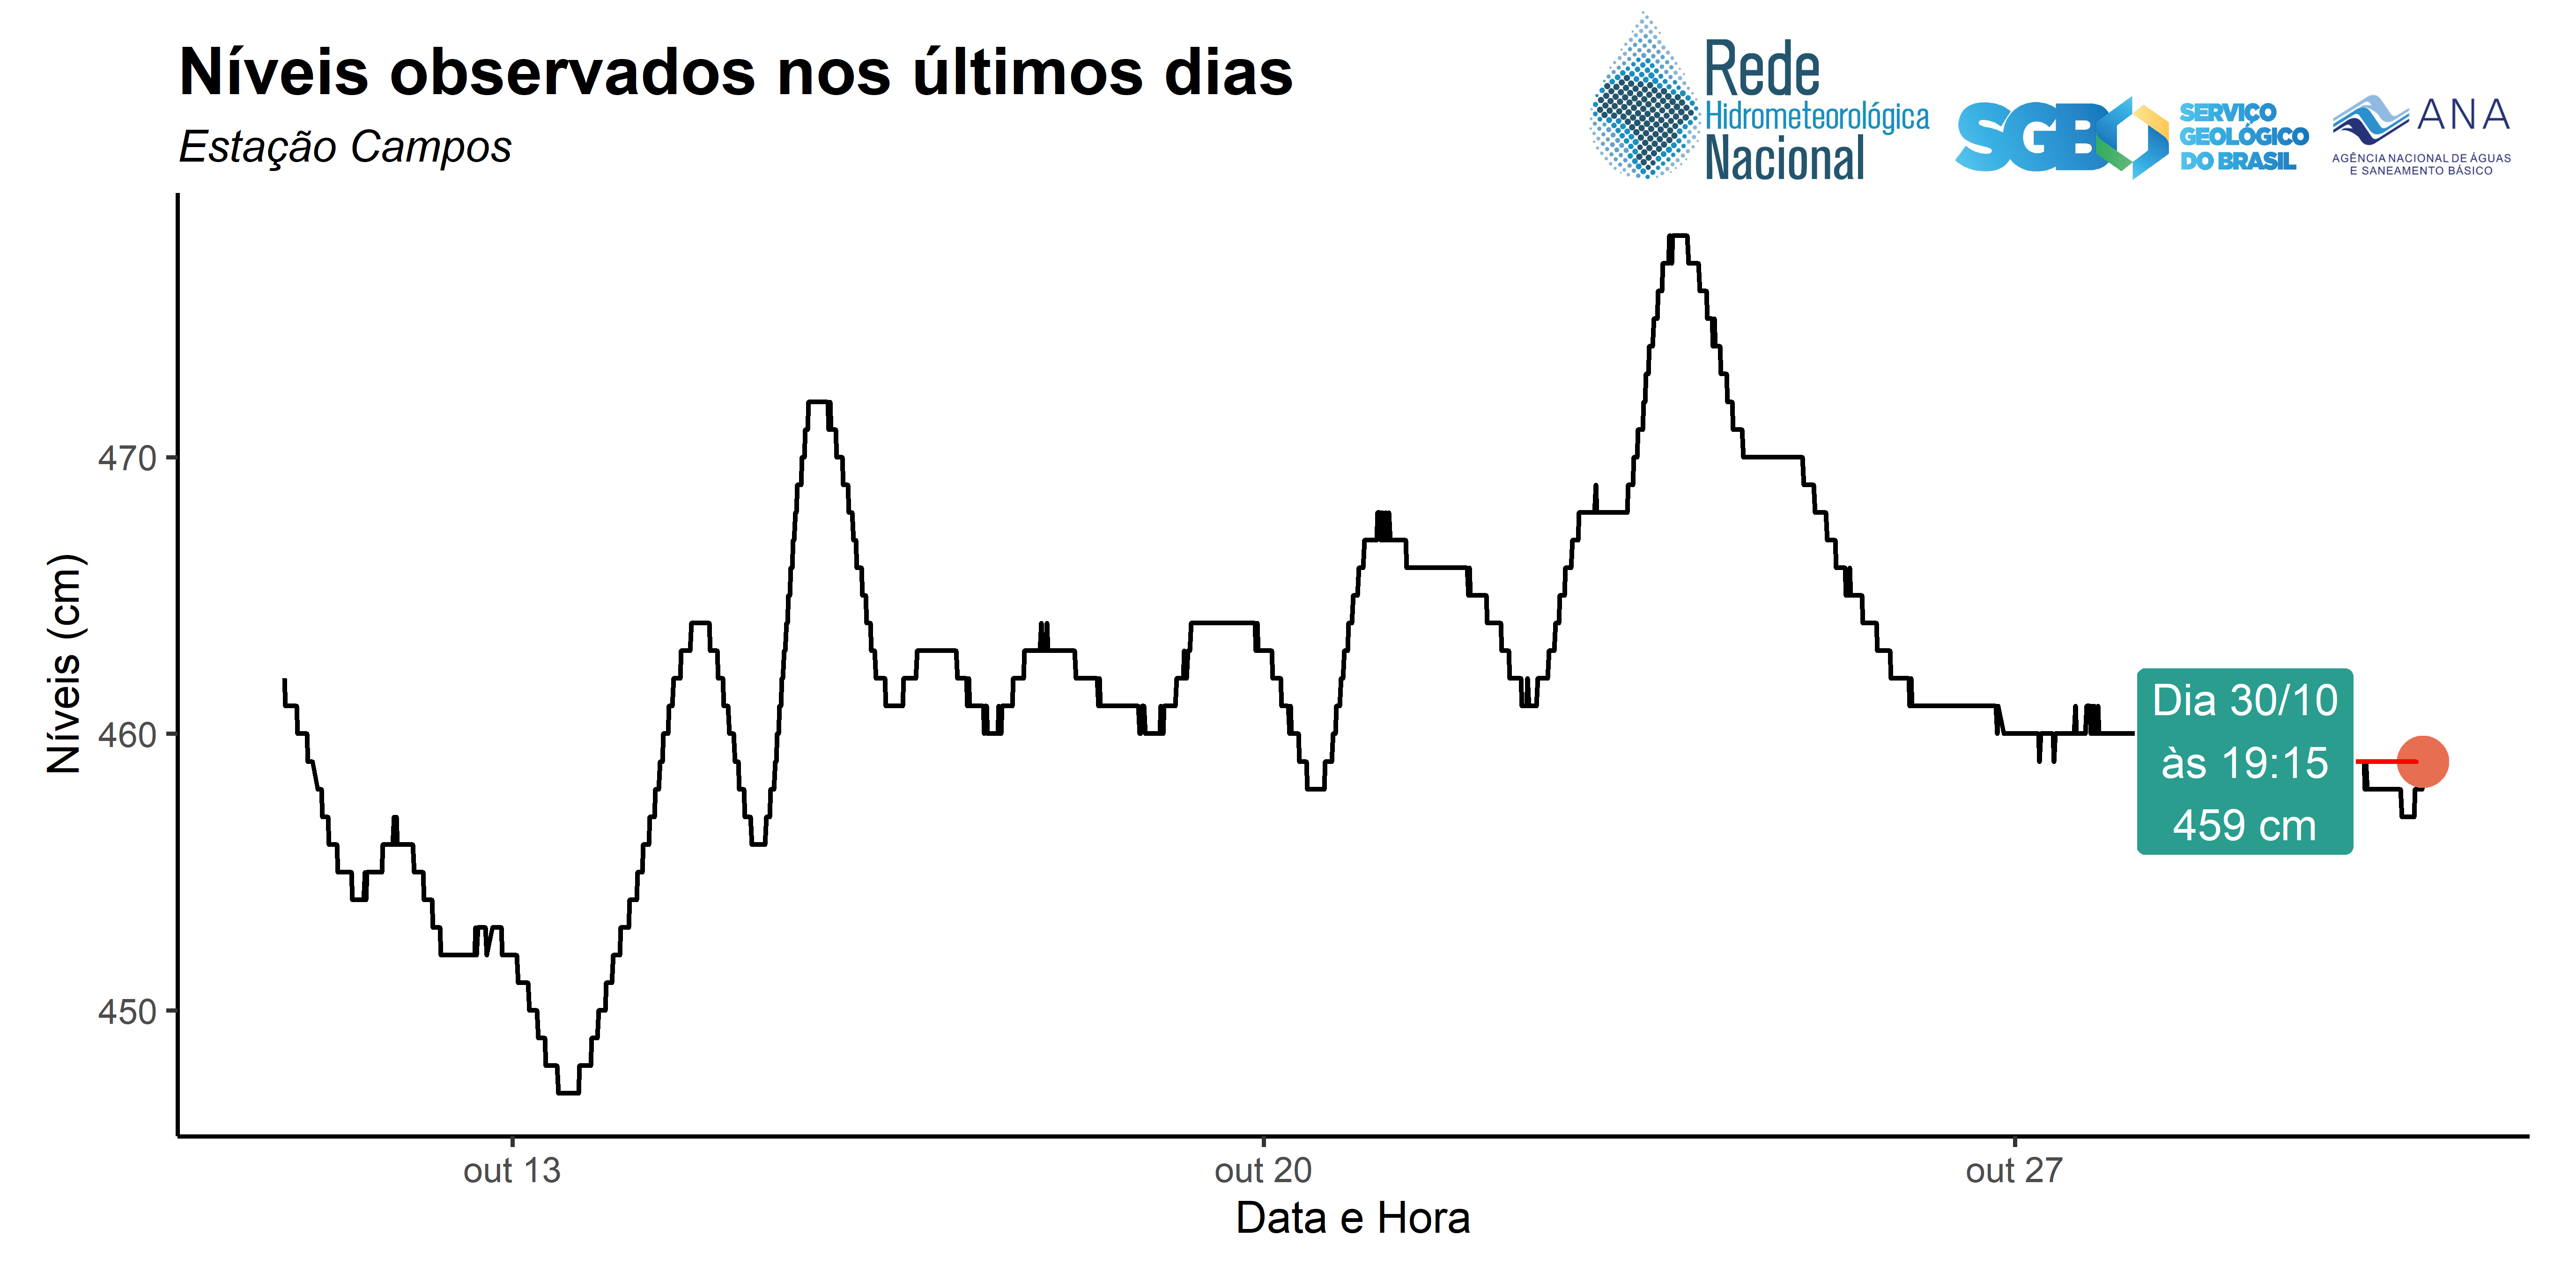 Níveis observados nos últimos dias
Estação Campos
Rede
Hidrometeorológica
Nacional
SGB
SERVIÇO
GEOLÓGICO
DO BRASIL
ANA
AGÊNCIA NACIONAL DE ÁGUAS
E SANEAMENTO BÁSICO
Níveis (cm)
470
460
450
Dia 30/10
às 19:15
459 cm
out 13
out 20
out 27
Data e Hora